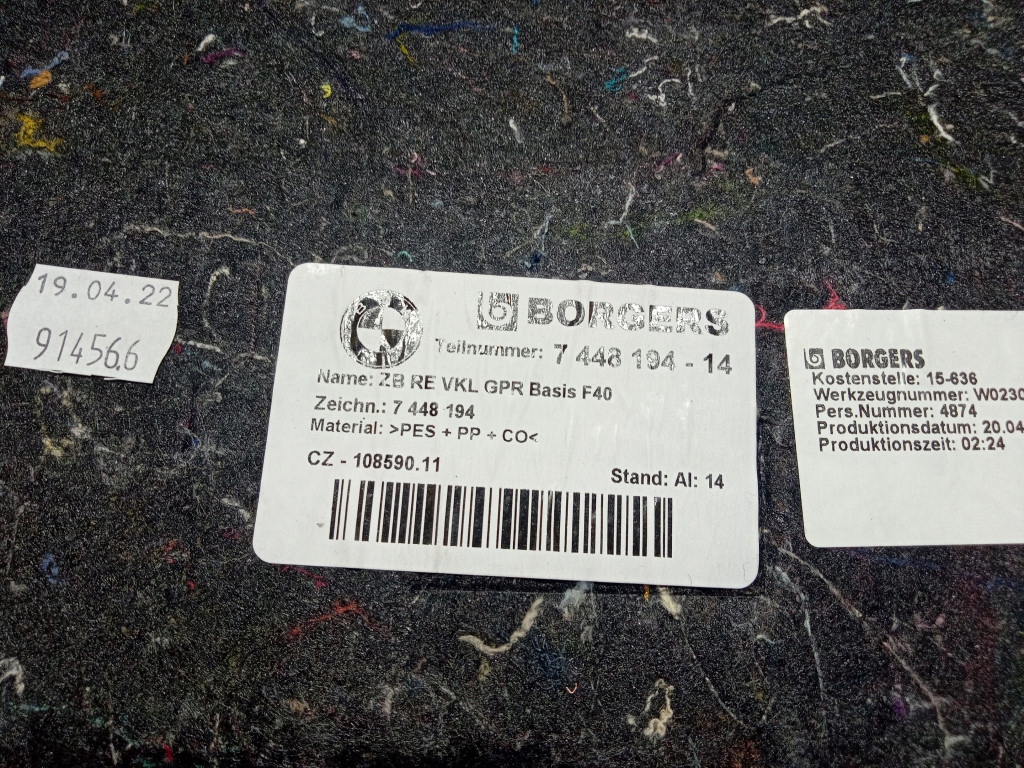 19.04.22
914566
BORGERS
Teilnummer: 7 448 194 - 14
Name: ZB RE VKL GPR Basis F40
Zeichn.: 7 448 194
Material: >PES + PP + CO<
CZ - 108590.11
Stand: AI: 14
BORGERS
Kostenstelle: 15-636
Werkzeugnummer: W0230
Pers.Nummer: 4874
Produktionsdatum: 20.04
Produktionszeit: 02:24